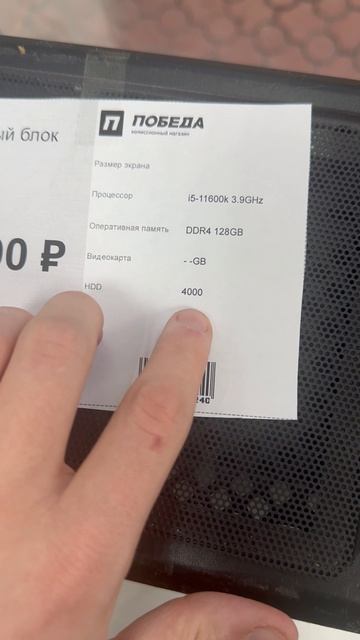 ПОБЕДА
комиссионный магазин
ый блок
Размер экрана
Процессор i5-11600k 3.9GHz
Оперативная память DDR4 128GB
00 ₽
Видеокарта - -GB
HDD 4000
240